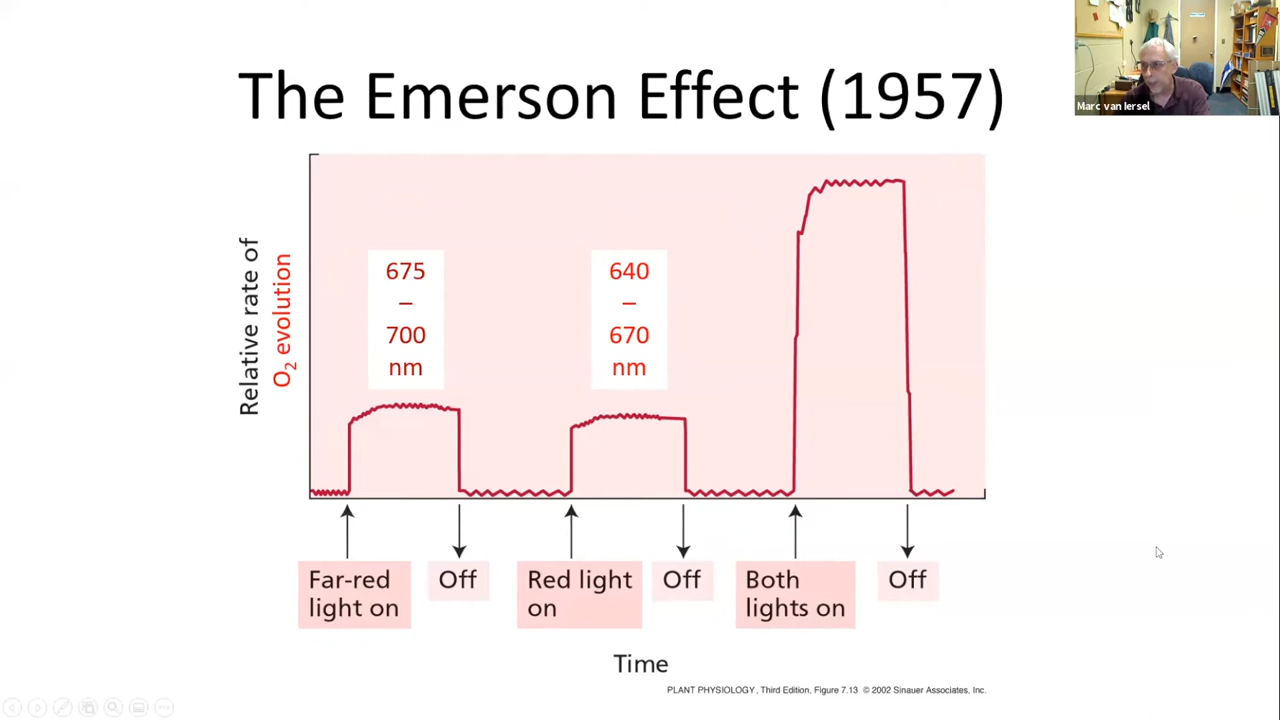 The Emerson Effect (1957)
Marc van Iersel
Relative rate of
O₂ evolution
675
–
700
nm
640
–
670
nm
Far-red
light on
Off
Red light
on
Off
Both
lights on
Off
Time
PLANT PHYSIOLOGY, Third Edition, Figure 7.13 © 2002 Sinauer Associates, Inc.